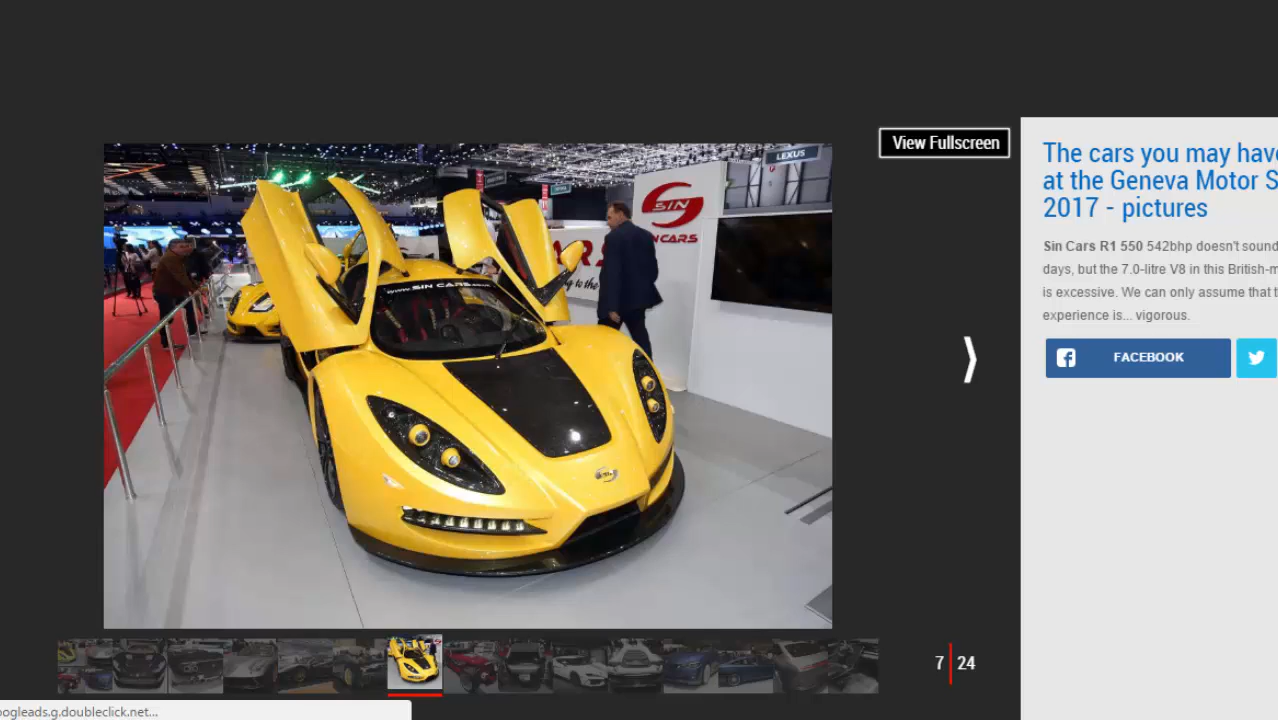 View Fullscreen
The cars you may have
at the Geneva Motor S
2017 - pictures
Sin Cars R1 550 542bhp doesn't sound
days, but the 7.0-litre V8 in this British-m
is excessive. We can only assume that t
experience is... vigorous.
FACEBOOK
LEXUS
SIN
CARS
www.SIN CARS
7 | 24
oogleads.g.doubleclick.net...